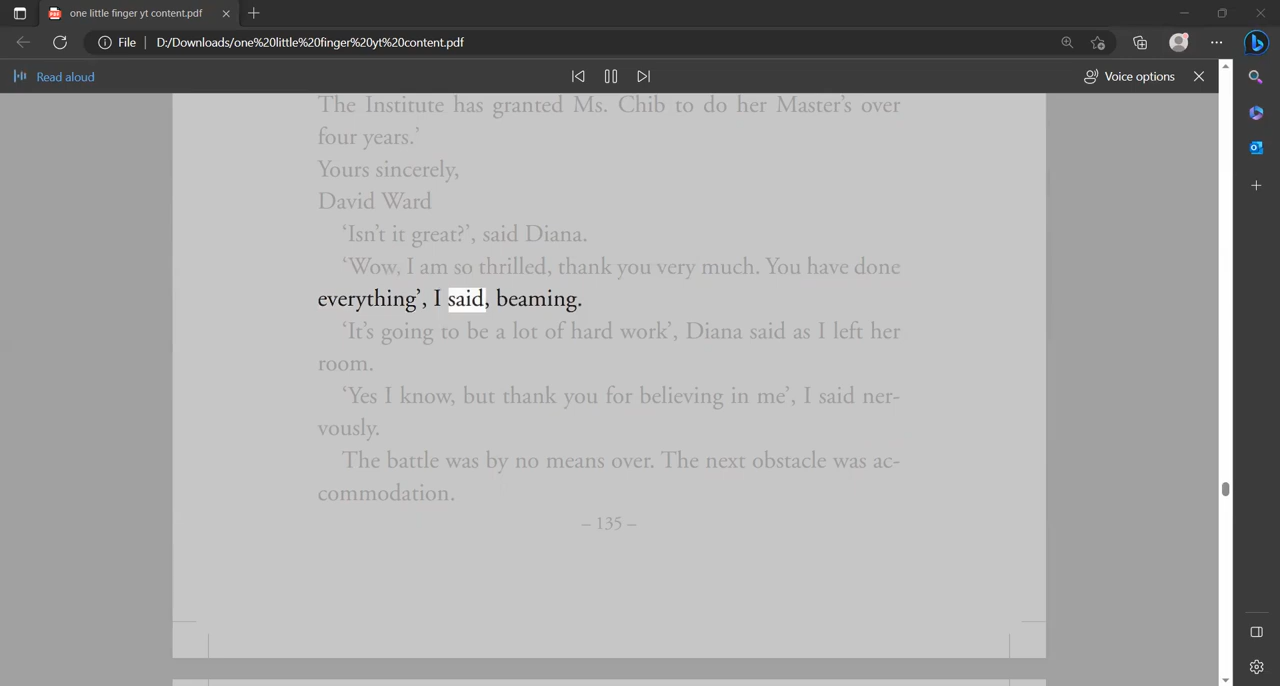 one little finger yt content.pdf
File
D:/Downloads/one%20little%20finger%20yt%20content.pdf
Read aloud
Voice options
The Institute has granted Ms. Chib to do her Master’s over
four years.’
Yours sincerely,
David Ward
‘Isn’t it great?’, said Diana.
‘Wow, I am so thrilled, thank you very much. You have done
everything’, I said, beaming.
‘It’s going to be a lot of hard work’, Diana said as I left her
room.
‘Yes I know, but thank you for believing in me’, I said ner-
vously.
The battle was by no means over. The next obstacle was ac-
commodation.
– 135 –